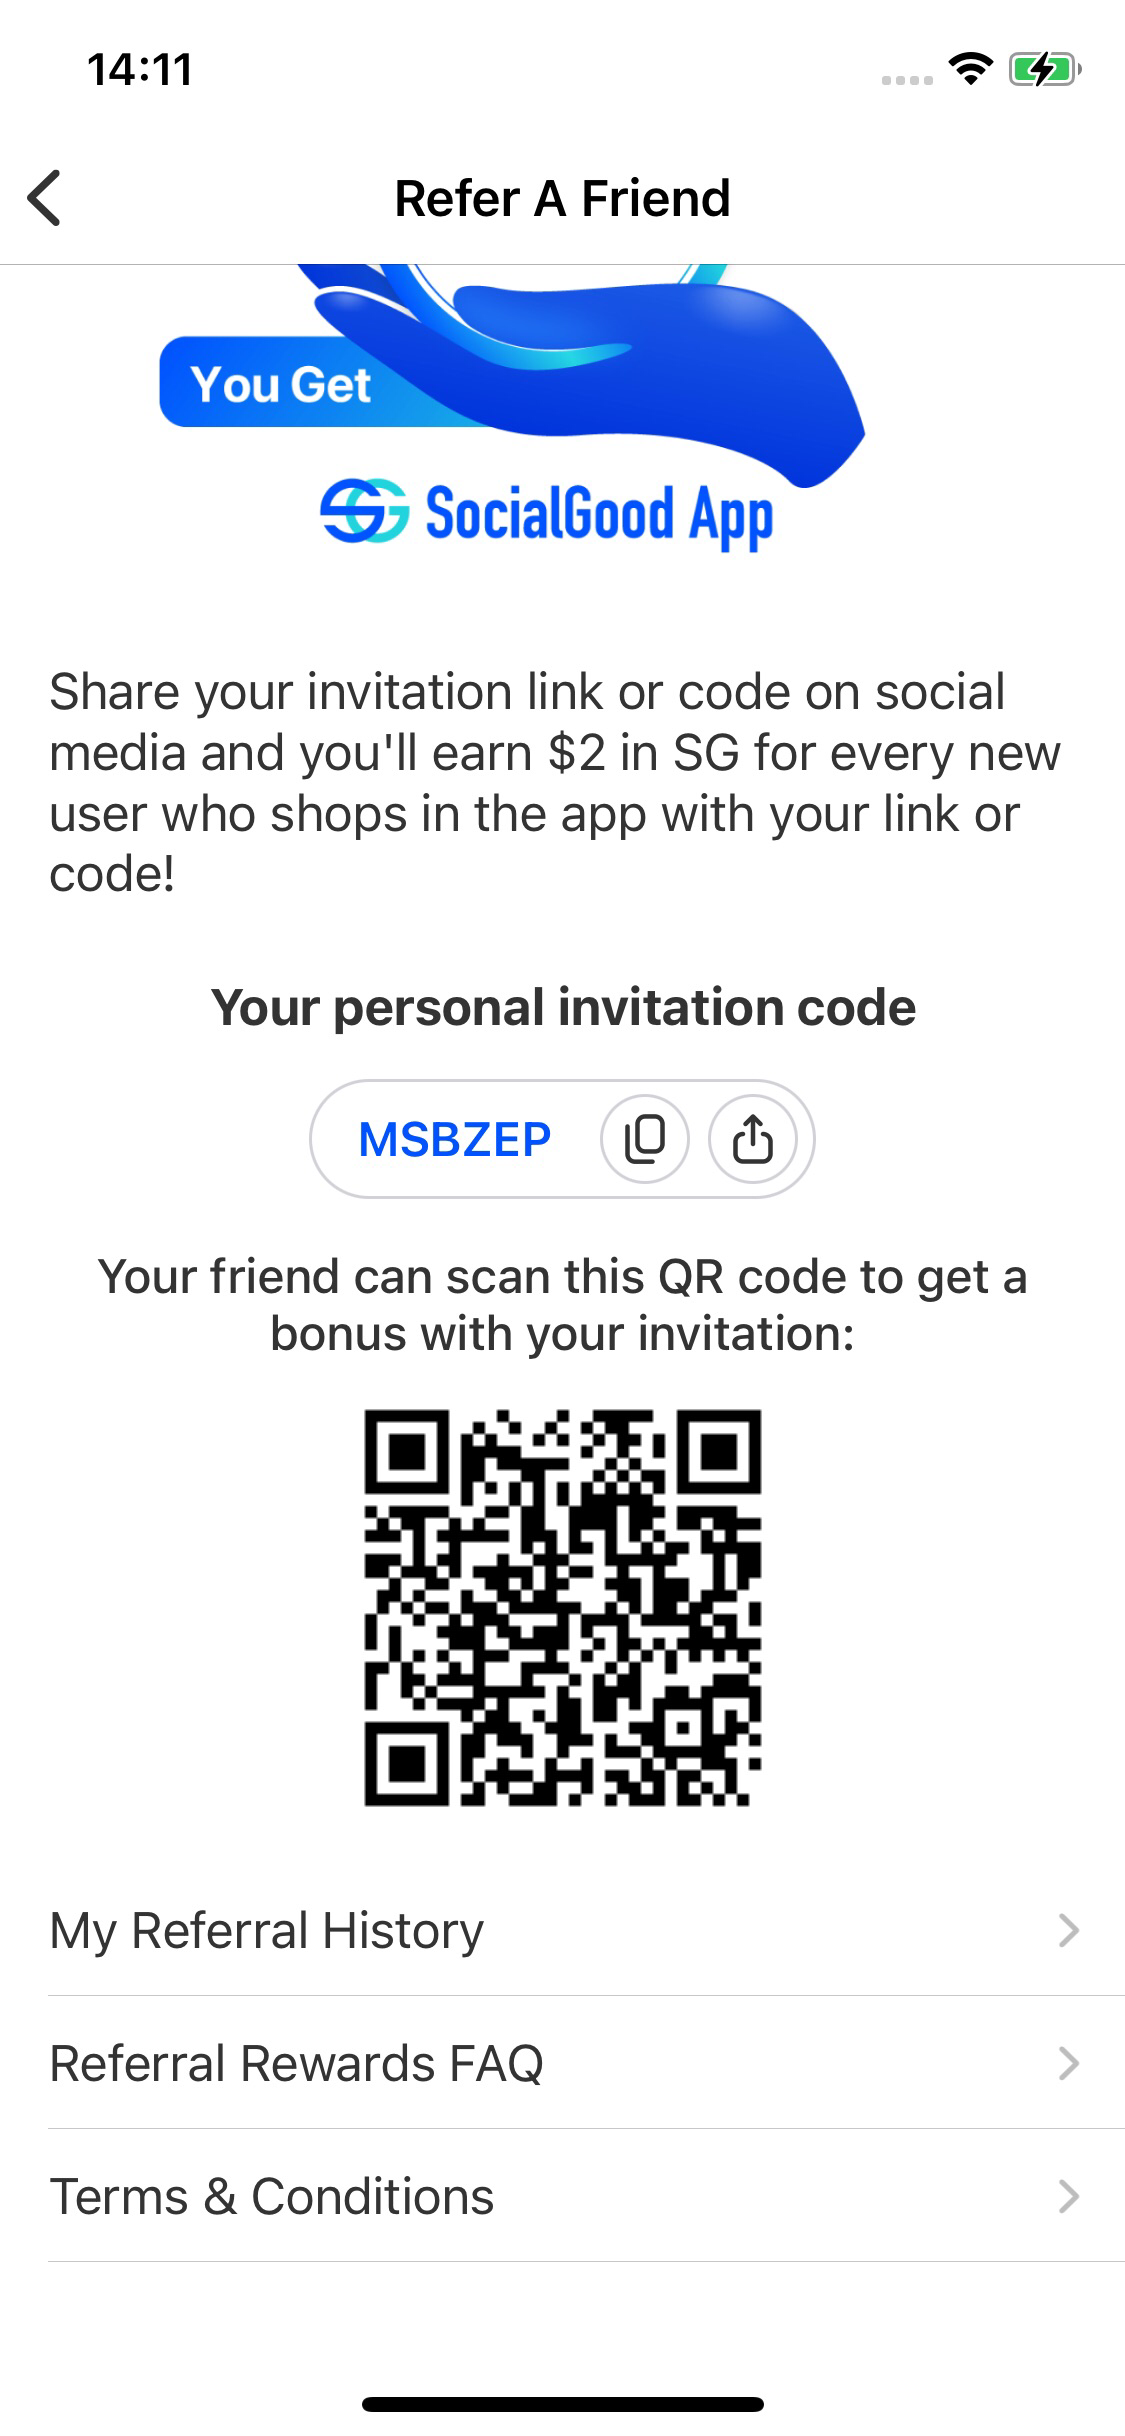 14:11
Refer A Friend
You Get
SG SocialGood App
Share your invitation link or code on social
media and you'll earn $2 in SG for every new
user who shops in the app with your link or
code!
Your personal invitation code
MSBZEP
Your friend can scan this QR code to get a
bonus with your invitation:
My Referral History
Referral Rewards FAQ
Terms & Conditions